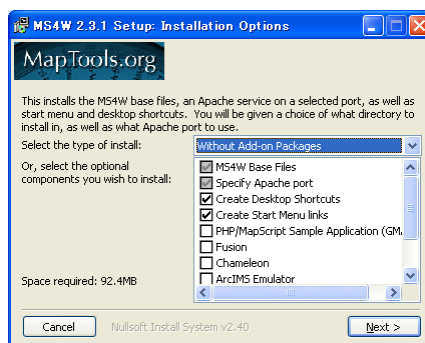 MS4W 2.3.1 Setup: Installation Options
MapTools.org
This installs the MS4W base files, an Apache service on a selected port, as well as
start menu and desktop shortcuts. You will be given a choice of what directory to
install in, as well as what Apache port to use.
Select the type of install:
Without Add-on Packages
Or, select the optional
components you wish to install:
MS4W Base Files
Specify Apache port
Create Desktop Shortcuts
Create Start Menu links
PHP/MapScript Sample Application (GM
Fusion
Chameleon
ArcIMS Emulator
Space required: 92.4MB
Cancel
Nullsoft Install System v2.40
Next >